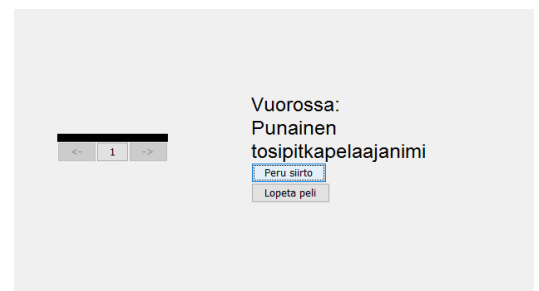 Vuorossa:
Punainen
tosipitkapelaajanimi
<- 1 ->
Peru siirto
Lopeta peli